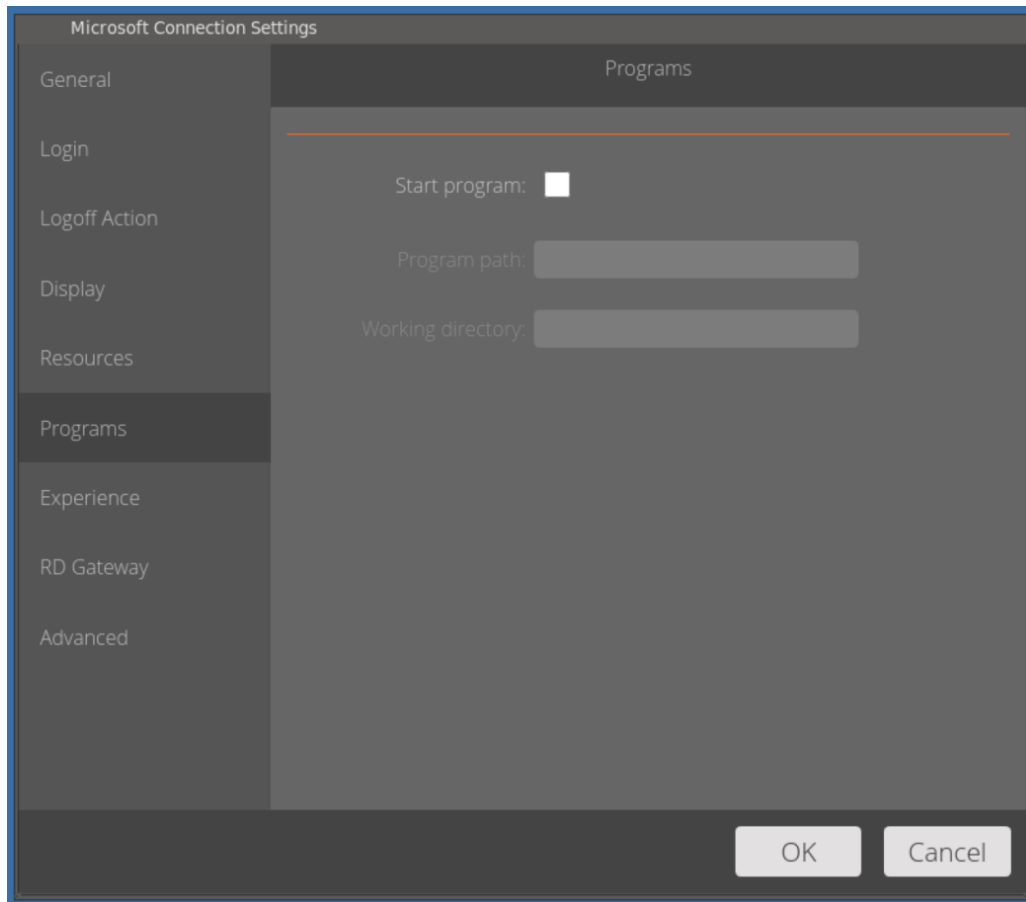 Microsoft Connection Settings
General
Login
Logoff Action
Display
Resources
Programs
Experience
RD Gateway
Advanced
Programs
Start program:
Program path:
Working directory:
OK
Cancel